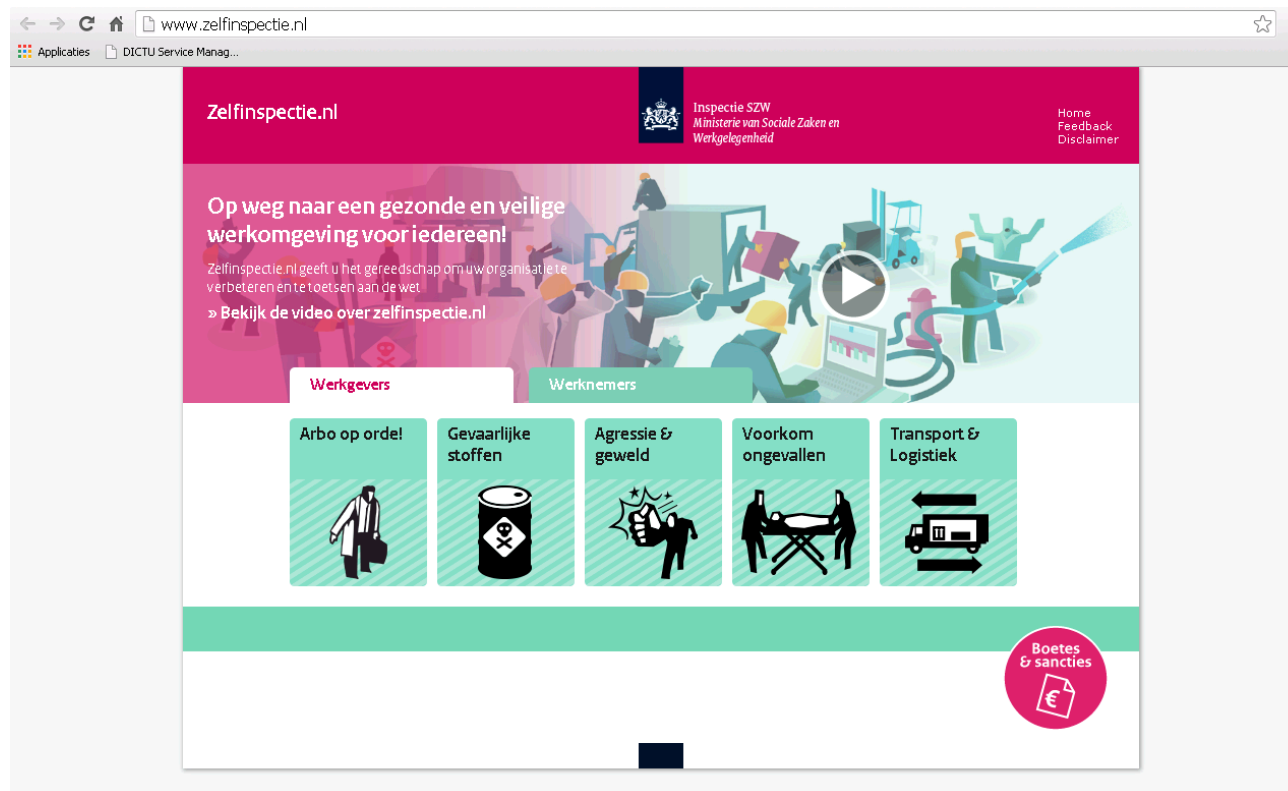 www.zelfinspectie.nl
Applicaties
DICTU Service Manag...
Zelfinspectie.nl
Inspectie SZW
Ministerie van Sociale Zaken en
Werkgelegenheid
Home
Feedback
Disclaimer
Op weg naar een gezonde en veilige
werkomgeving voor iedereen!
Zelfinspectie.nl geeft u het gereedschap om uw organisatie te
verbeteren en te toetsen aan de wet
» Bekijk de video over zelfinspectie.nl
Werkgevers
Werknemers
Arbo op orde!
Gevaarlijke
stoffen
Agressie &
geweld
Voorkom
ongevallen
Transport &
Logistiek
Boetes
& sancties
€